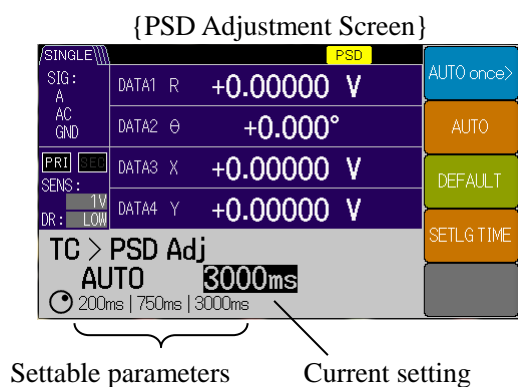 {PSD Adjustment Screen}
SINGLE
PSD
SIG:
A
AC
GND
DATA1 R +0.00000 V
DATA2 θ +0.000°
PRI SEC
SENS:
1V
DR: LOW
DATA3 X +0.00000 V
DATA4 Y +0.00000 V
AUTO once>
AUTO
DEFAULT
SETLG TIME
TC > PSD Adj
AUTO 3000ms
200ms | 750ms | 3000ms
Settable parameters Current setting